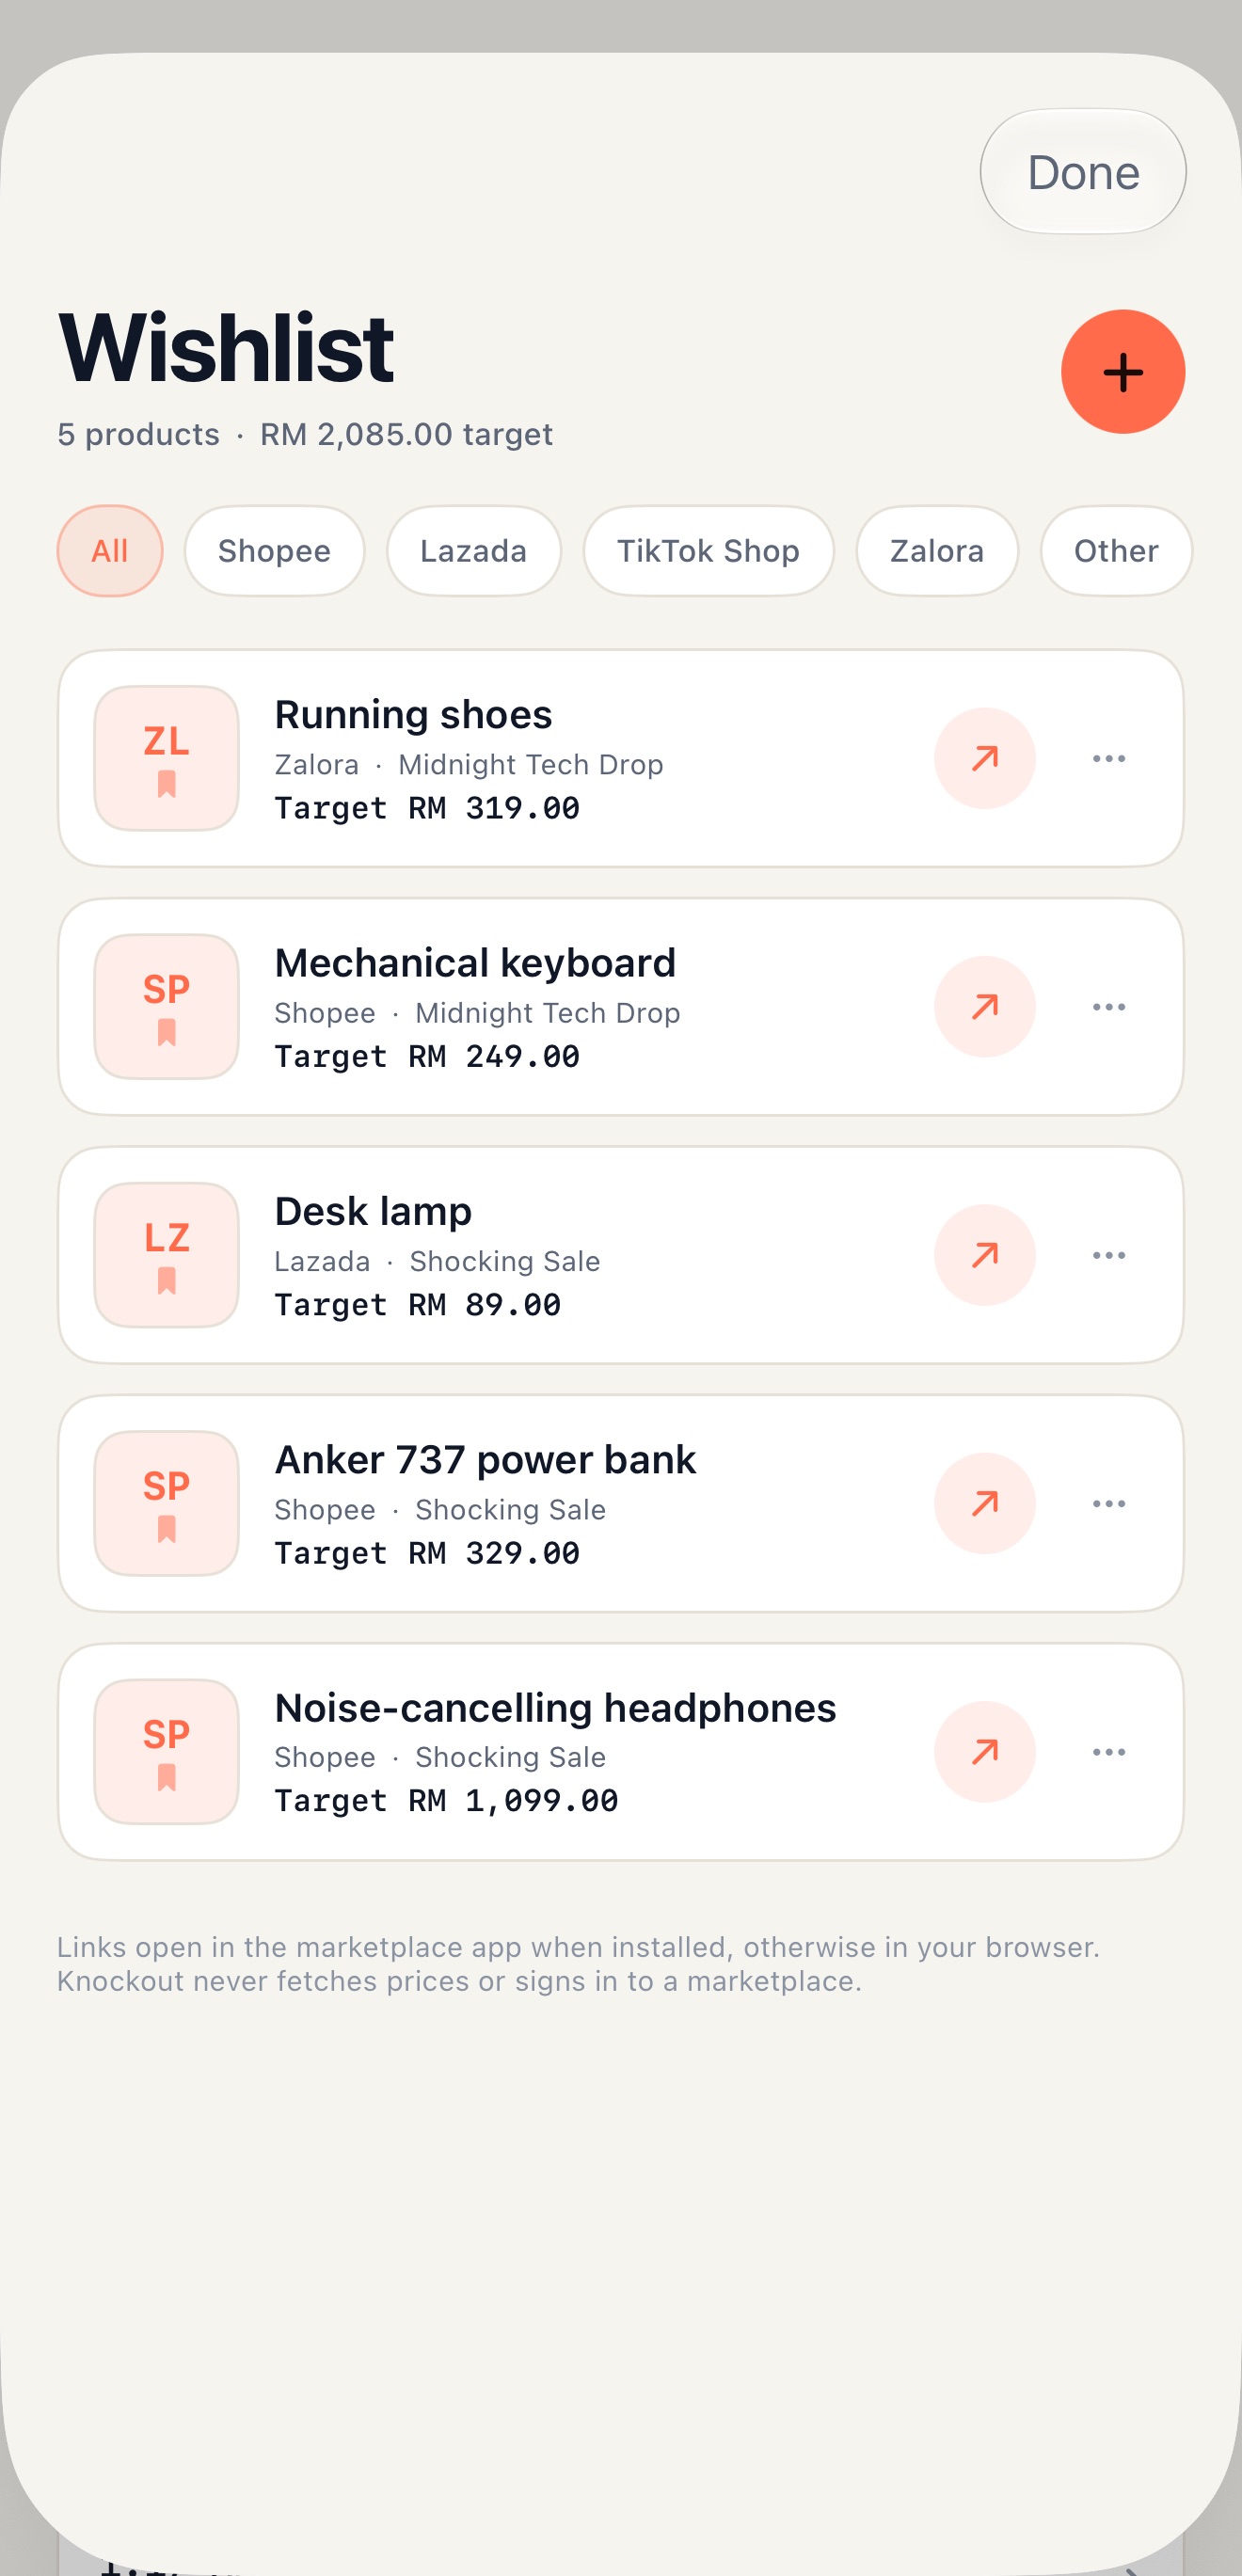 Done
Wishlist
5 products · RM 2,085.00 target
All
Shopee
Lazada
TikTok Shop
Zalora
Other
ZL
Running shoes
Zalora · Midnight Tech Drop
Target RM 319.00
SP
Mechanical keyboard
Shopee · Midnight Tech Drop
Target RM 249.00
LZ
Desk lamp
Lazada · Shocking Sale
Target RM 89.00
SP
Anker 737 power bank
Shopee · Shocking Sale
Target RM 329.00
SP
Noise-cancelling headphones
Shopee · Shocking Sale
Target RM 1,099.00
Links open in the marketplace app when installed, otherwise in your browser.
Knockout never fetches prices or signs in to a marketplace.